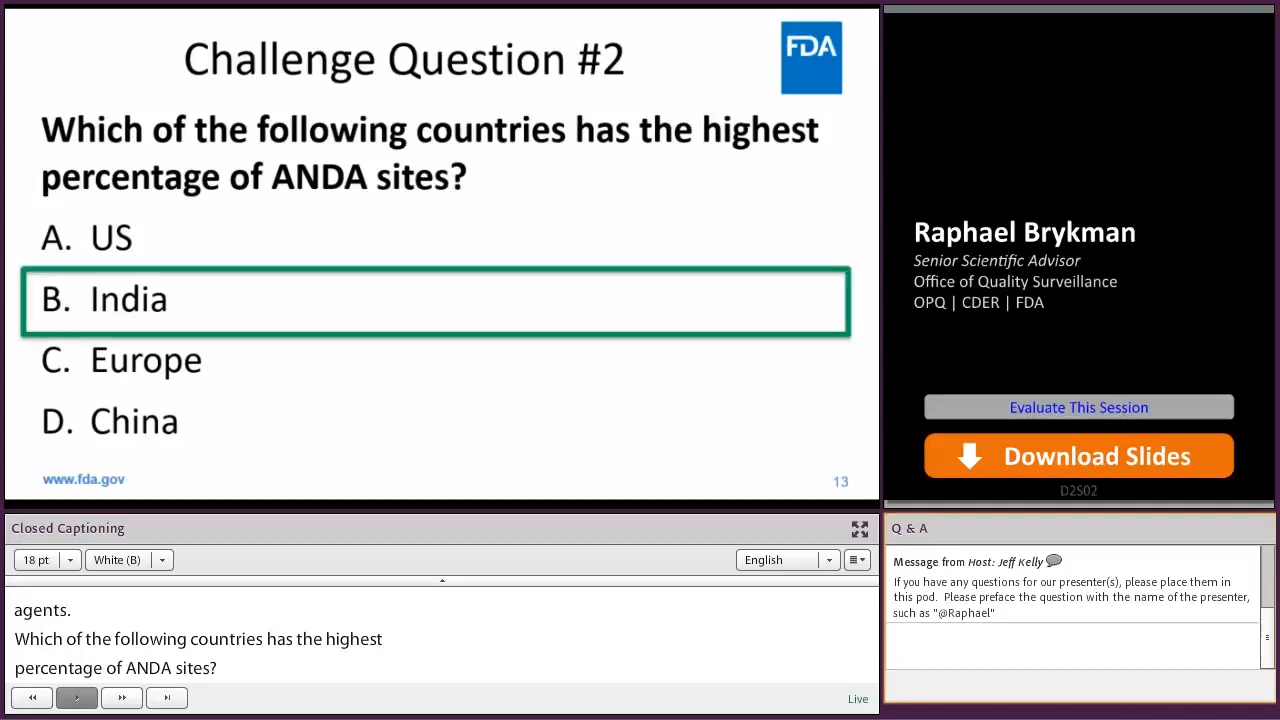 Challenge Question #2
FDA
Which of the following countries has the highest
percentage of ANDA sites?
A. US
B. India
C. Europe
D. China
www.fda.gov
13
Raphael Brykman
Senior Scientific Advisor
Office of Quality Surveillance
OPQ | CDER | FDA
Evaluate This Session
Download Slides
D2S02
Closed Captioning
18 pt
White (B)
English
agents.
Which of the following countries has the highest
percentage of ANDA sites?
Live
Q & A
Message from Host: Jeff Kelly
If you have any questions for our presenter(s), please place them in
this pod. Please preface the question with the name of the presenter,
such as "@Raphael"